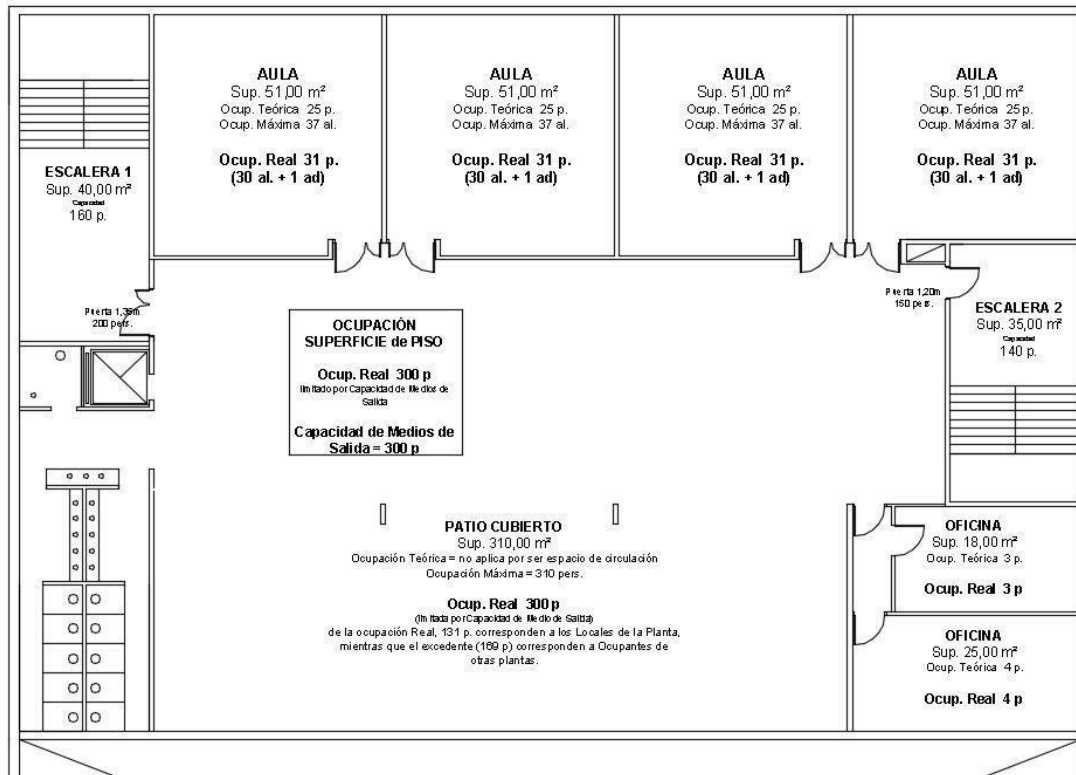 AULA
Sup. 51,00 m²
Ocup. Teórica 25 p.
Ocup. Máxima 37 al.
Ocup. Real 31 p.
(30 al. + 1 ad)
AULA
Sup. 51,00 m²
Ocup. Teórica 25 p.
Ocup. Máxima 37 al.
Ocup. Real 31 p.
(30 al. + 1 ad)
AULA
Sup. 51,00 m²
Ocup. Teórica 25 p.
Ocup. Máxima 37 al.
Ocup. Real 31 p.
(30 al. + 1 ad)
AULA
Sup. 51,00 m²
Ocup. Teórica 25 p.
Ocup. Máxima 37 al.
Ocup. Real 31 p.
(30 al. + 1 ad)
ESCALERA 1
Sup. 40,00 m²
Capacidad
160 p.
Puerta 1,35m
200 pers.
Puerta 1,20m
150 pers.
ESCALERA 2
Sup. 35,00 m²
Capacidad
140 p.
OCUPACIÓN
SUPERFICIE de PISO
Ocup. Real 300 p
limitado por Capacidad de Medios de
Salida
Capacidad de Medios de
Salida = 300 p
PATIO CUBIERTO
Sup. 310,00 m²
Ocupación Teórica = no aplica por ser espacio de circulación
Ocupación Máxima = 310 pers.
Ocup. Real 300 p
(limitada por Capacidad de Medio de Salida)
de la ocupación Real, 131 p. corresponden a los Locales de la Planta,
mientras que el excedente (169 p) corresponden a Ocupantes de
otras plantas.
OFICINA
Sup. 18,00 m²
Ocup. Teórica 3 p.
Ocup. Real 3 p
OFICINA
Sup. 25,00 m²
Ocup. Teórica 4 p.
Ocup. Real 4 p